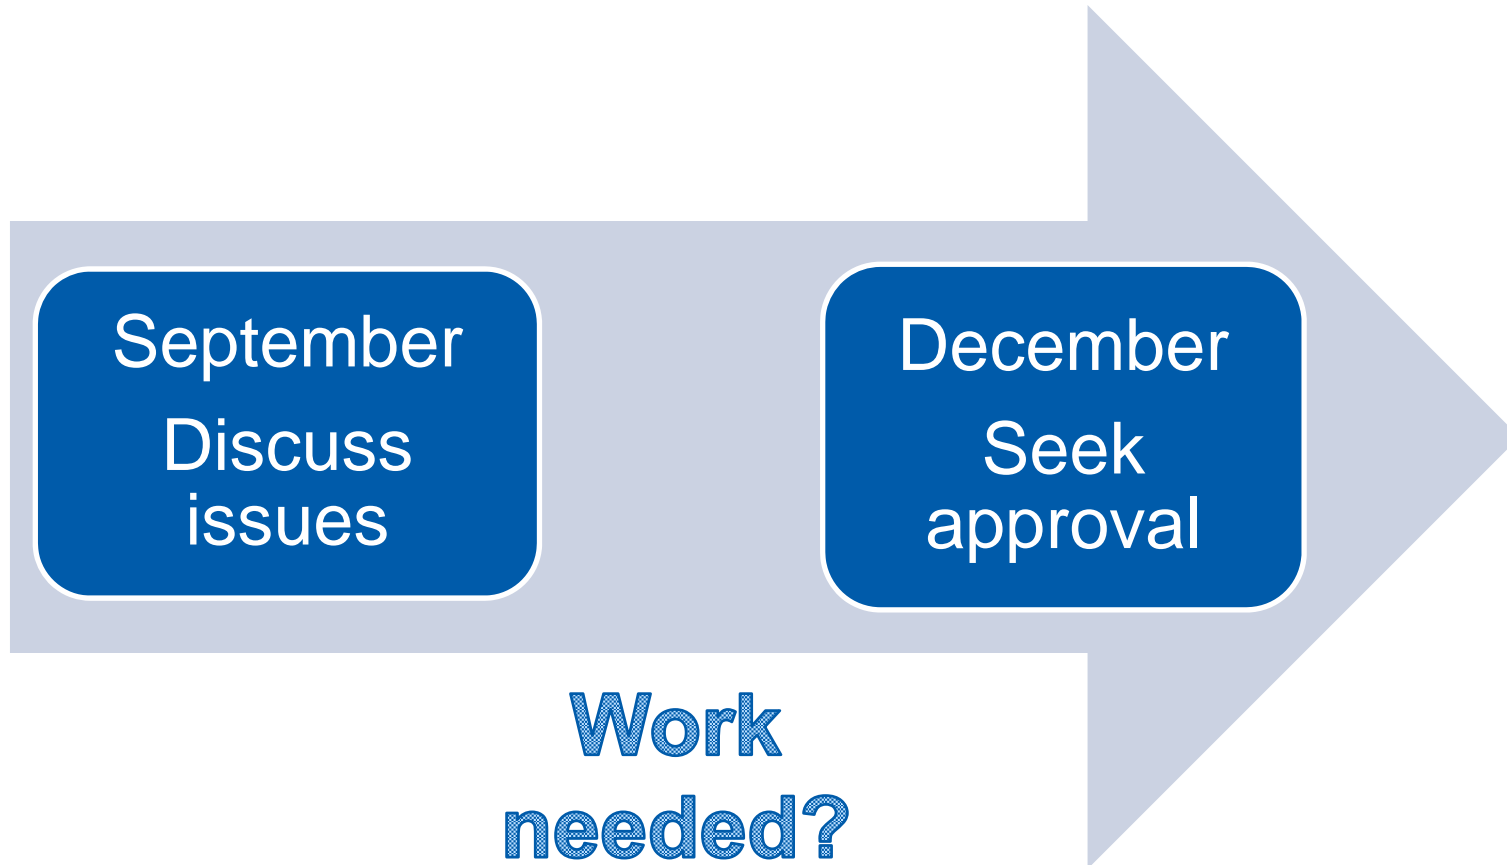 September
Discuss
issues
December
Seek
approval
Work
needed?